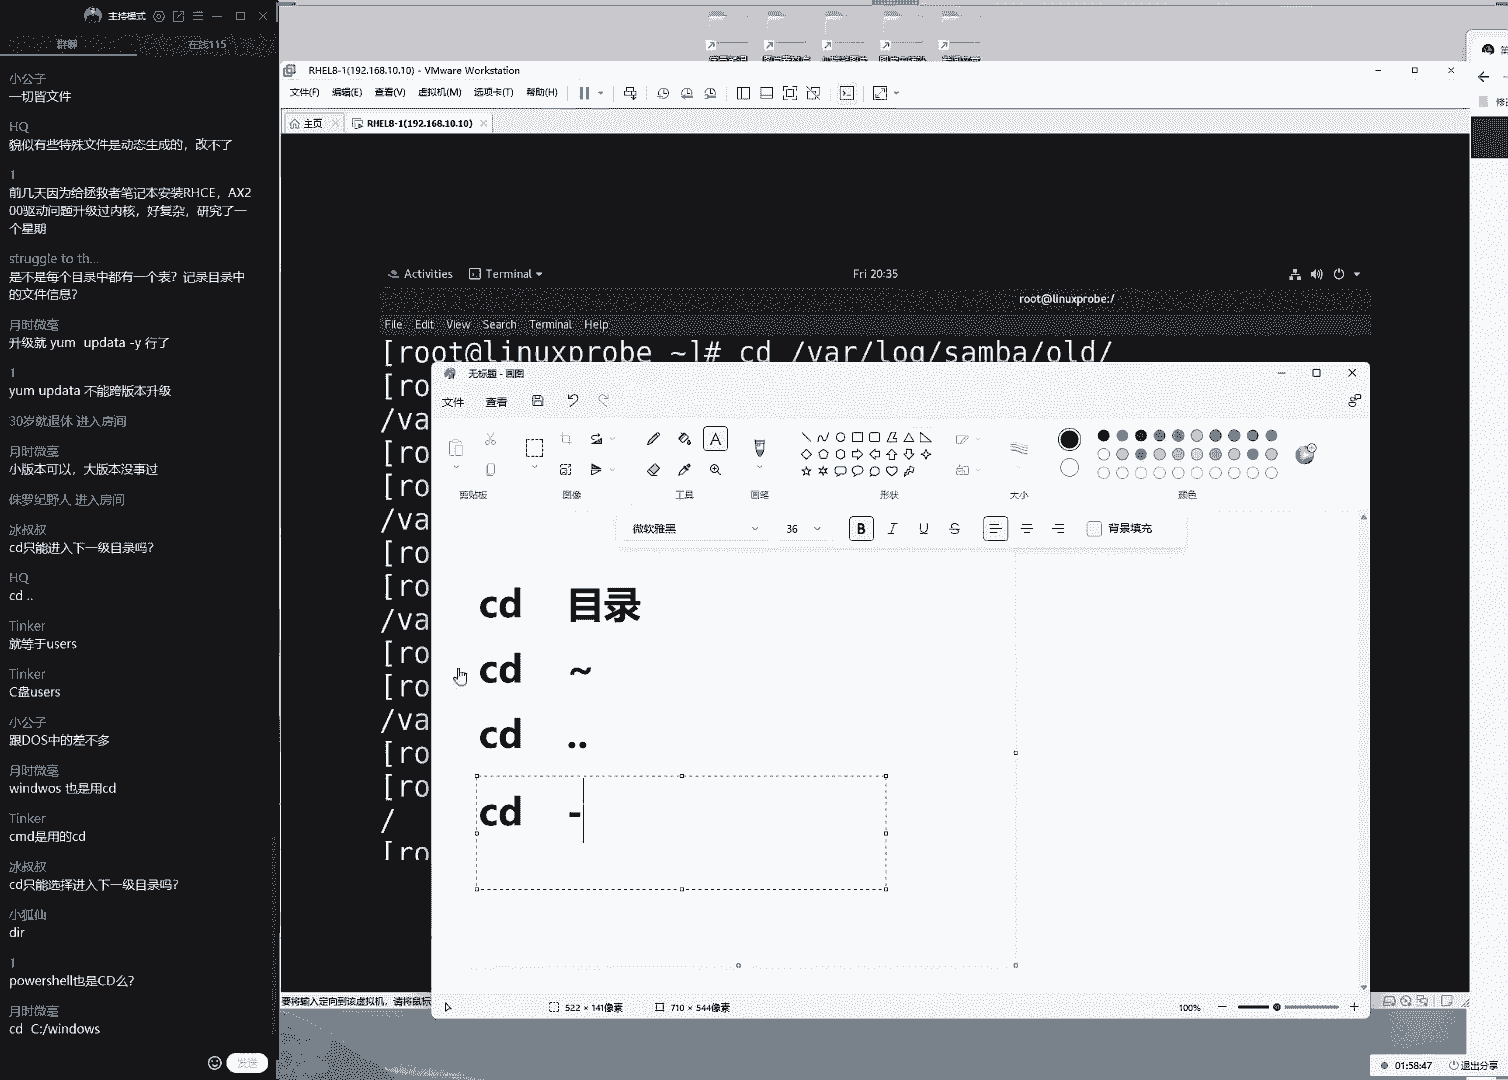 主持模式
群聊
在线115
小公子
一切皆文件
HQ
貌似有些特殊文件是动态生成的，改不了
1
前几天因为给拯救者笔记本安装RHCE，AX2
00驱动问题升级过内核，好复杂，研究了一
个星期
struggle to th...
是不是每个目录中都有一个表？记录目录中
的文件信息？
月时微毫
升级就 yum updata -y 行了
1
yum updata 不能跨版本升级
30岁就退休 进入房间
月时微毫
小版本可以，大版本没事过
侏罗纪野人 进入房间
冰叔叔
cd只能进入下一级目录吗？
HQ
cd ..
Tinker
就等于users
Tinker
C盘users
小公子
跟DOS中的差不多
月时微毫
windwos 也是用cd
Tinker
cmd是用的cd
冰叔叔
cd只能选择进入下一级目录吗？
小狐仙
dir
1
powershell也是CD么？
月时微毫
cd C:/windows
发送
RHEL8-1(192.168.10.10) - VMware Workstation
文件(F) 编辑(E) 查看(V) 虚拟机(M) 选项卡(T) 帮助(H)
主页
RHEL8-1(192.168.10.10)
Activities
Terminal
Fri 20:35
root@linuxprobe:/
File Edit View Search Terminal Help
[root@linuxprobe ~]# cd /var/log/samba/old/
[ro
/va
[ro
[ro
/va
[ro
[ro
/va
[ro
[ro
/va
[ro
[ro
/
[ro
无标题 - 画图
文件 查看
剪贴板 图像 工具 画笔 形状 大小 颜色
微软雅黑 36 B I U S 背景填充
cd 目录
cd ~
cd ..
cd -
522 × 141像素
710 × 544像素
100%
要将输入定向到该虚拟机，请将鼠标
01:58:47
退出分享